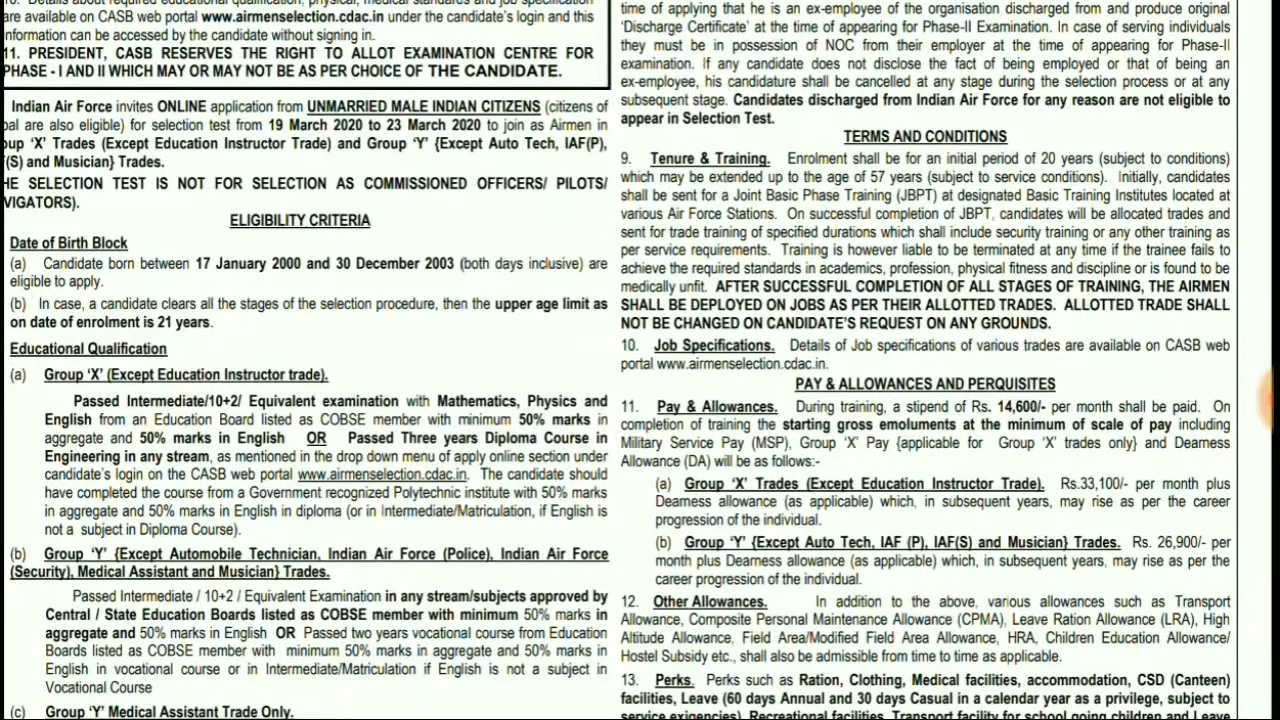 10. Details about required educational qualification, physical, medical standards and job specification
are available on CASB web portal www.airmenselection.cdac.in under the candidate's login and this
information can be accessed by the candidate without signing in.
11. PRESIDENT, CASB RESERVES THE RIGHT TO ALLOT EXAMINATION CENTRE FOR
PHASE - I AND II WHICH MAY OR MAY NOT BE AS PER CHOICE OF THE CANDIDATE.
Indian Air Force invites ONLINE application from UNMARRIED MALE INDIAN CITIZENS (citizens of
pal are also eligible) for selection test from 19 March 2020 to 23 March 2020 to join as Airmen in
oup 'X' Trades (Except Education Instructor Trade) and Group 'Y' {Except Auto Tech, IAF(P),
(S) and Musician} Trades.
HE SELECTION TEST IS NOT FOR SELECTION AS COMMISSIONED OFFICERS/ PILOTS/
VIGATORS).
ELIGIBILITY CRITERIA
Date of Birth Block
(a) Candidate born between 17 January 2000 and 30 December 2003 (both days inclusive) are
eligible to apply.
(b) In case, a candidate clears all the stages of the selection procedure, then the upper age limit as
on date of enrolment is 21 years.
Educational Qualification
(a) Group 'X' (Except Education Instructor trade).
Passed Intermediate/10+2/ Equivalent examination with Mathematics, Physics and
English from an Education Board listed as COBSE member with minimum 50% marks in
aggregate and 50% marks in English OR Passed Three years Diploma Course in
Engineering in any stream, as mentioned in the drop down menu of apply online section under
candidate's login on the CASB web portal www.airmenselection.cdac.in. The candidate should
have completed the course from a Government recognized Polytechnic institute with 50% marks
in aggregate and 50% marks in English in diploma (or in Intermediate/Matriculation, if English is
not a subject in Diploma Course).
(b) Group 'Y' {Except Automobile Technician, Indian Air Force (Police), Indian Air Force
(Security), Medical Assistant and Musician} Trades.
Passed Intermediate / 10+2 / Equivalent Examination in any stream/subjects approved by
Central / State Education Boards listed as COBSE member with minimum 50% marks in
aggregate and 50% marks in English OR Passed two years vocational course from Education
Boards listed as COBSE member with minimum 50% marks in aggregate and 50% marks in
English in vocational course or in Intermediate/Matriculation if English is not a subject in
Vocational Course
(c) Group 'Y' Medical Assistant Trade Only.
time of applying that he is an ex-employee of the organisation discharged from and produce original
'Discharge Certificate' at the time of appearing for Phase-II Examination. In case of serving individuals
they must be in possession of NOC from their employer at the time of appearing for Phase-II
examination. If any candidate does not disclose the fact of being employed or that of being an
ex-employee, his candidature shall be cancelled at any stage during the selection process or at any
subsequent stage. Candidates discharged from Indian Air Force for any reason are not eligible to
appear in Selection Test.
TERMS AND CONDITIONS
9. Tenure & Training. Enrolment shall be for an initial period of 20 years (subject to conditions)
which may be extended up to the age of 57 years (subject to service conditions). Initially, candidates
shall be sent for a Joint Basic Phase Training (JBPT) at designated Basic Training Institutes located at
various Air Force Stations. On successful completion of JBPT, candidates will be allocated trades and
sent for trade training of specified durations which shall include security training or any other training as
per service requirements. Training is however liable to be terminated at any time if the trainee fails to
achieve the required standards in academics, profession, physical fitness and discipline or is found to be
medically unfit. AFTER SUCCESSFUL COMPLETION OF ALL STAGES OF TRAINING, THE AIRMEN
SHALL BE DEPLOYED ON JOBS AS PER THEIR ALLOTTED TRADES. ALLOTTED TRADE SHALL
NOT BE CHANGED ON CANDIDATE'S REQUEST ON ANY GROUNDS.
10. Job Specifications. Details of Job specifications of various trades are available on CASB web
portal www.airmenselection.cdac.in.
PAY & ALLOWANCES AND PERQUISITES
11. Pay & Allowances. During training, a stipend of Rs. 14,600/- per month shall be paid. On
completion of training the starting gross emoluments at the minimum of scale of pay including
Military Service Pay (MSP), Group 'X' Pay {applicable for Group 'X' trades only} and Dearness
Allowance (DA) will be as follows:-
(a) Group 'X' Trades (Except Education Instructor Trade). Rs.33,100/- per month plus
Dearness allowance (as applicable) which, in subsequent years, may rise as per the career
progression of the individual.
(b) Group 'Y' {Except Auto Tech, IAF (P), IAF(S) and Musician} Trades. Rs. 26,900/- per
month plus Dearness allowance (as applicable) which, in subsequent years, may rise as per the
career progression of the individual.
12. Other Allowances. In addition to the above, various allowances such as Transport
Allowance, Composite Personal Maintenance Allowance (CPMA), Leave Ration Allowance (LRA), High
Altitude Allowance, Field Area/Modified Field Area Allowance, HRA, Children Education Allowance/
Hostel Subsidy etc., shall also be admissible from time to time as applicable.
13. Perks. Perks such as Ration, Clothing, Medical facilities, accommodation, CSD (Canteen)
facilities, Leave (60 days Annual and 30 days Casual in a calendar year as a privilege, subject to
service exigencies), Recreational facilities, Transport facility for school going children and Leave